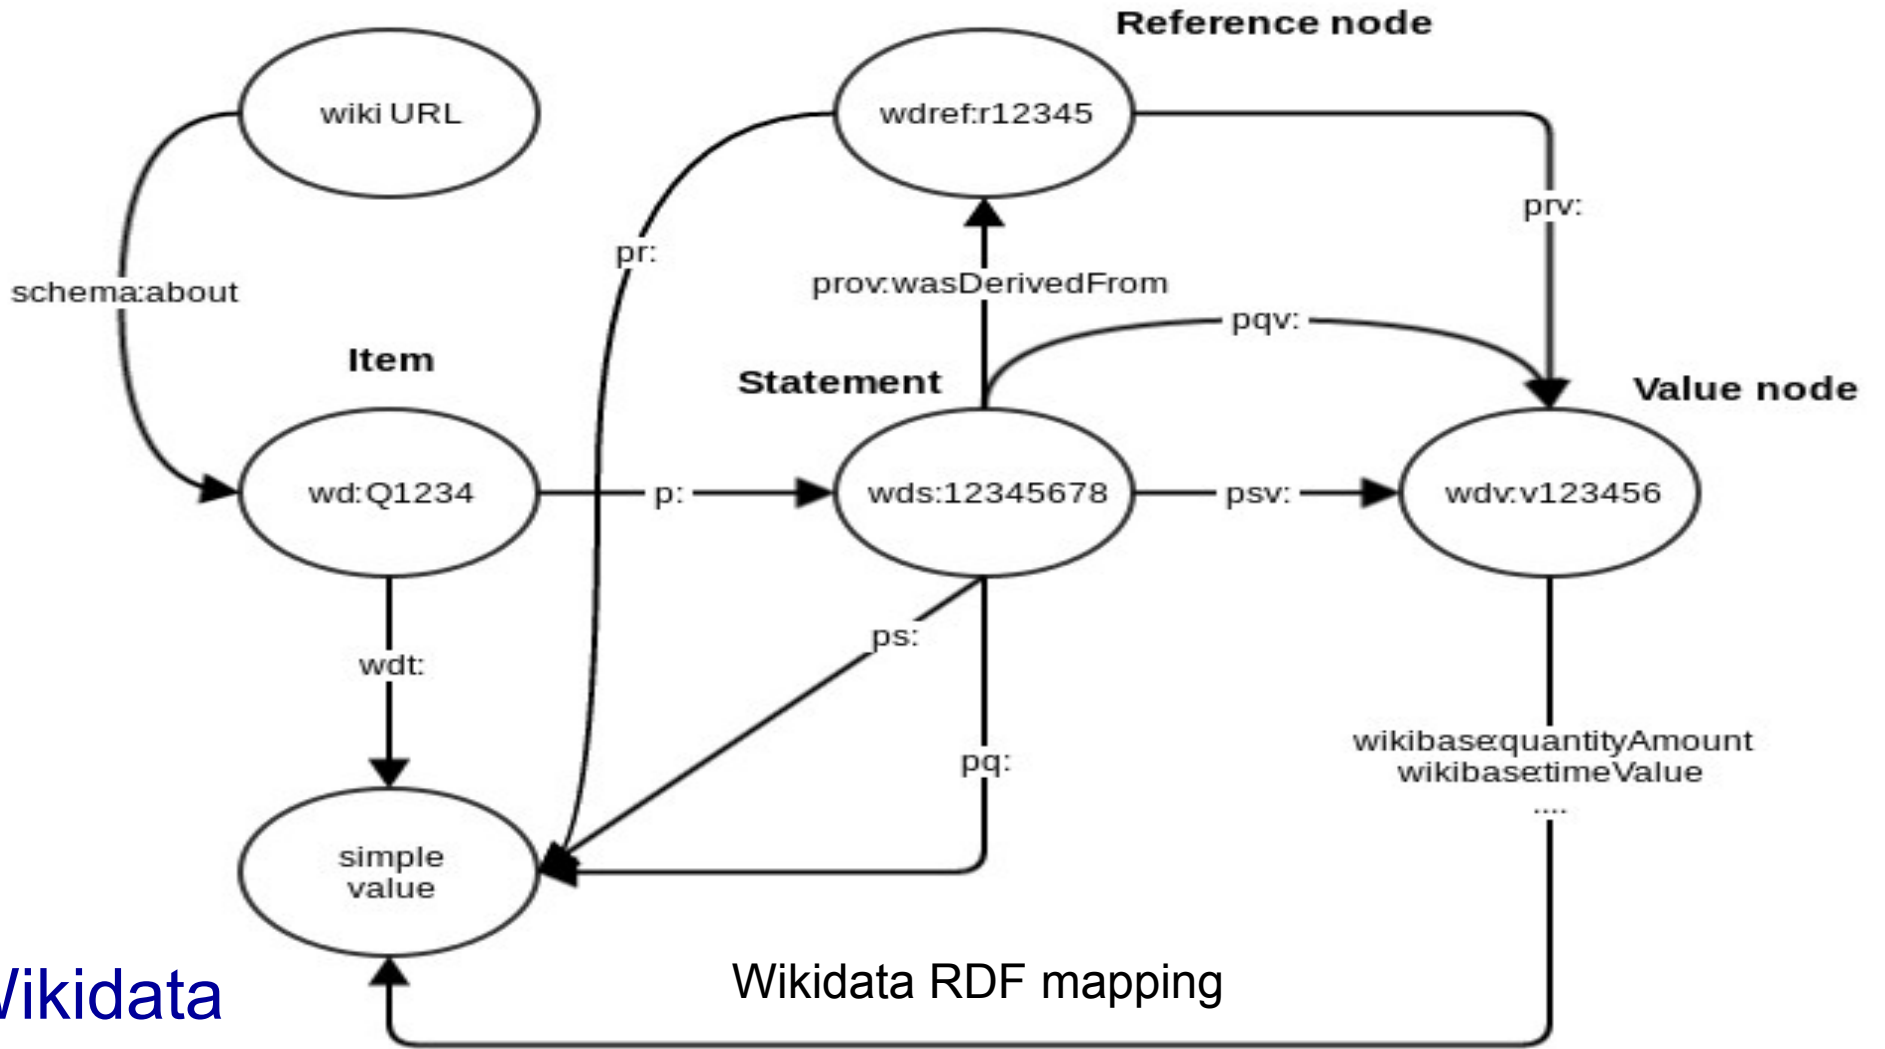 Reference node
wiki URL
wdref:r12345
prv:
pr:
prov:wasDerivedFrom
schema:about
pqv:
Item
Statement
Value node
wd:Q1234
p:
wds:12345678
psv:
wdv:v123456
ps:
wdt:
pq:
wikibase:quantityAmount
wikibase:timeValue
....
simple
value
Wikidata RDF mapping
Wikidata